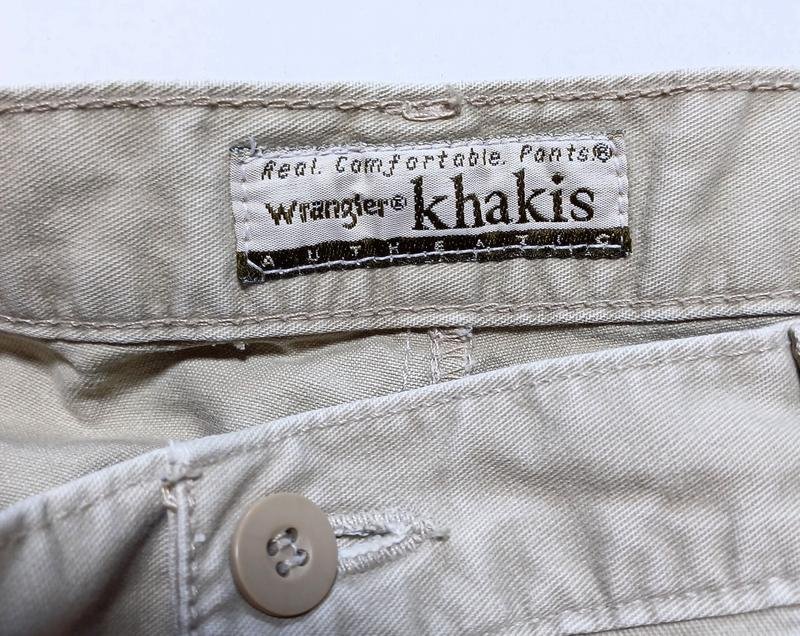 Real. Comfortable. Pants®
Wrangler® khakis
AUTHENTIC